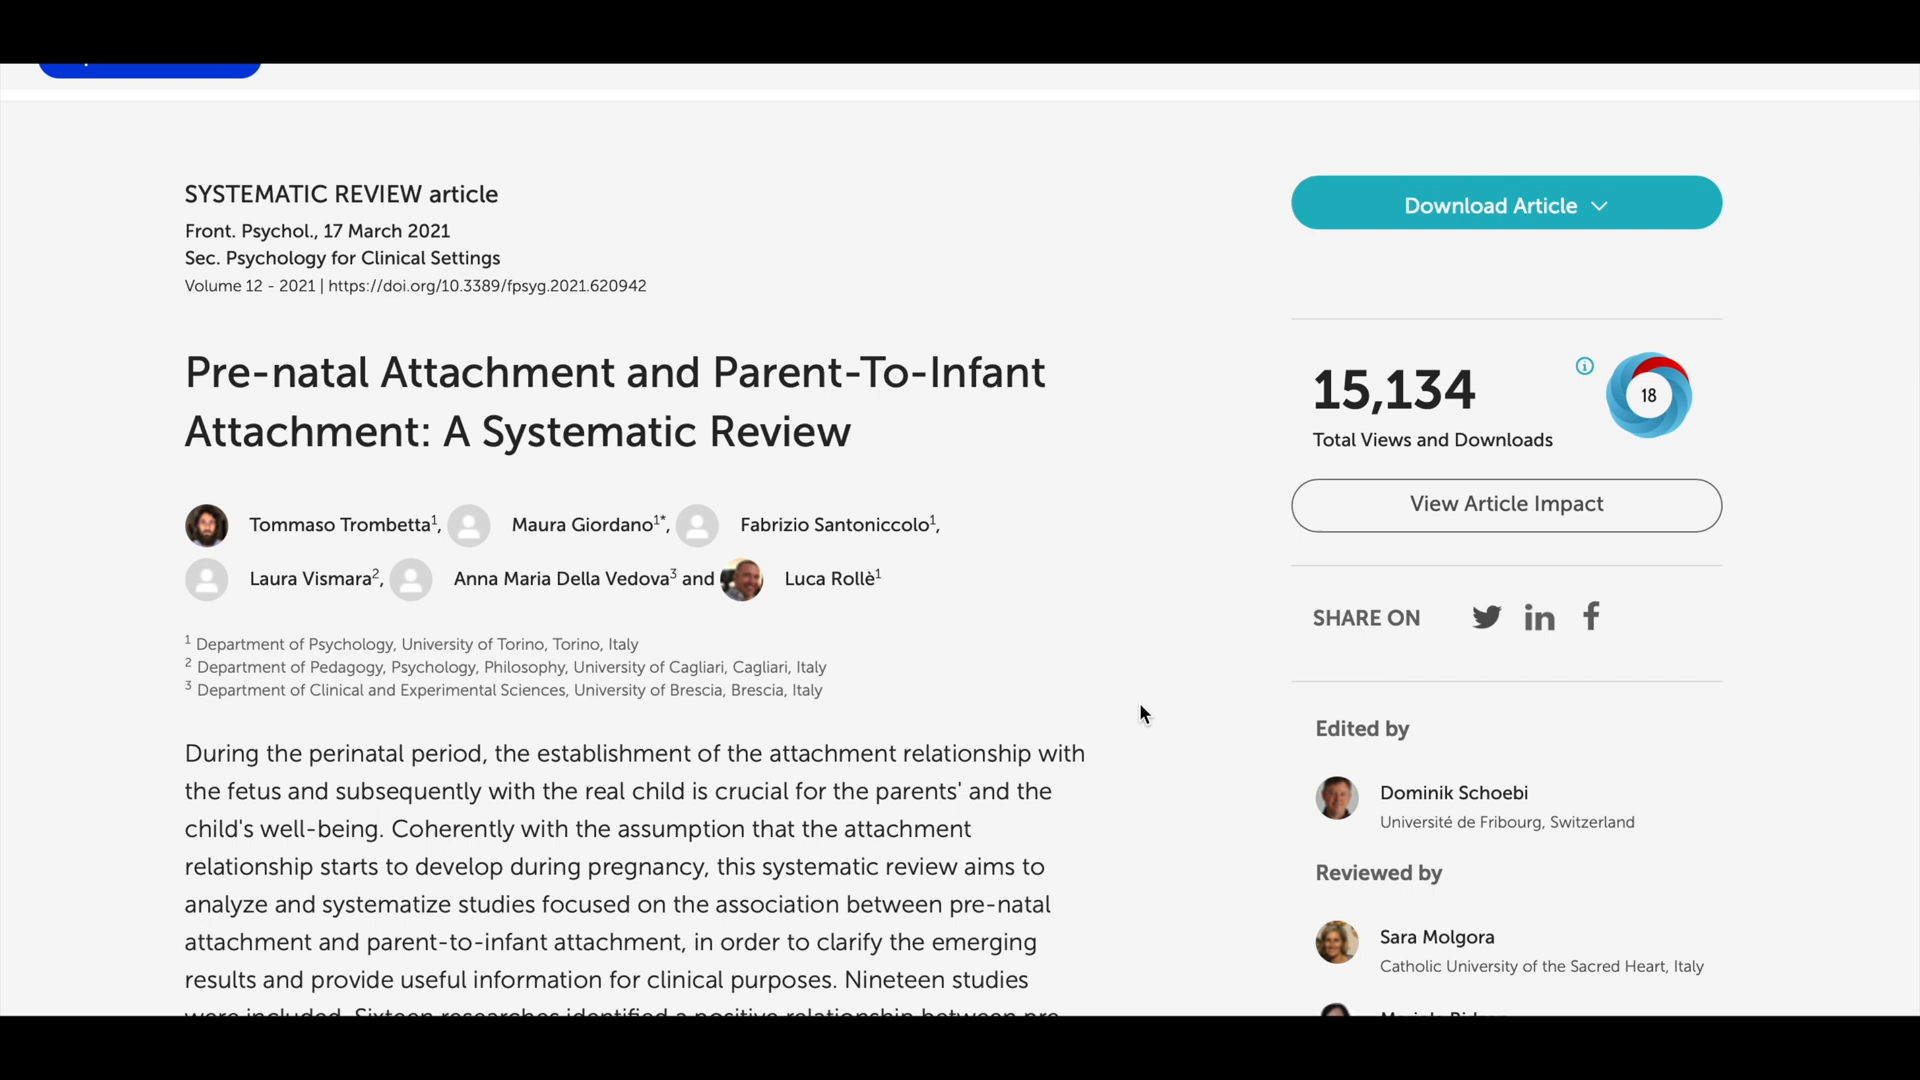 SYSTEMATIC REVIEW article
Front. Psychol., 17 March 2021
Sec. Psychology for Clinical Settings
Volume 12 - 2021 | https://doi.org/10.3389/fpsyg.2021.620942
Pre-natal Attachment and Parent-To-Infant
Attachment: A Systematic Review
Tommaso Trombetta1, Maura Giordano1*, Fabrizio Santoniccolo1,
Laura Vismara2, Anna Maria Della Vedova3 and Luca Rollè1
1 Department of Psychology, University of Torino, Torino, Italy
2 Department of Pedagogy, Psychology, Philosophy, University of Cagliari, Cagliari, Italy
3 Department of Clinical and Experimental Sciences, University of Brescia, Brescia, Italy
During the perinatal period, the establishment of the attachment relationship with
the fetus and subsequently with the real child is crucial for the parents' and the
child's well-being. Coherently with the assumption that the attachment
relationship starts to develop during pregnancy, this systematic review aims to
analyze and systematize studies focused on the association between pre-natal
attachment and parent-to-infant attachment, in order to clarify the emerging
results and provide useful information for clinical purposes. Nineteen studies
were included. Sixteen researches identified a positive relationship between pre-
Download Article
15,134
Total Views and Downloads
18
View Article Impact
SHARE ON
Edited by
Dominik Schoebi
Université de Fribourg, Switzerland
Reviewed by
Sara Molgora
Catholic University of the Sacred Heart, Italy